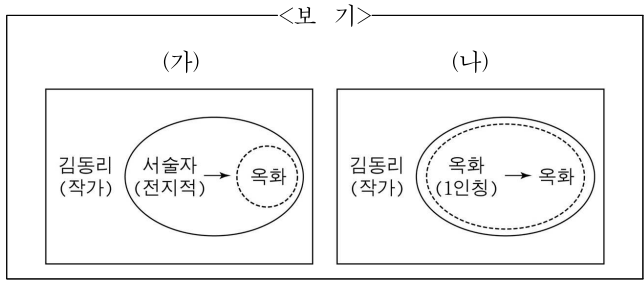 <보 기>
(가) (나)
김동리 서술자 → 옥화 김동리 옥화 → 옥화
(작가) (전지적) (작가) (1인칭)